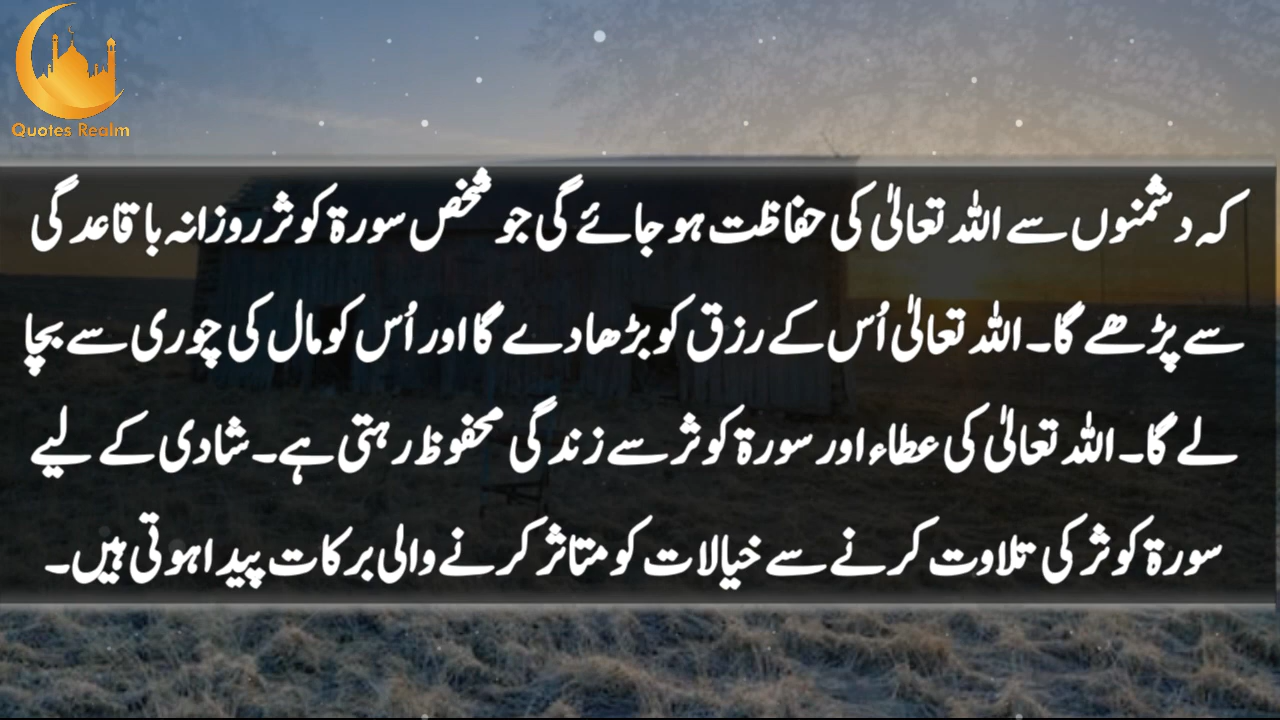 Quotes Realm
کہ دشمنوں سے اللہ تعالیٰ کی حفاظت ہو جائے گی جو شخص سورۃ کوثر روزانہ باقاعدگی
سے پڑھے گا۔ اللہ تعالیٰ اُس کے رزق کو بڑھا دے گا اور اُس کو مال کی چوری سے بچا
لے گا۔ اللہ تعالیٰ کی عطاء اور سورۃ کوثر سے زندگی محفوظ رہتی ہے۔ شادی کے لیے
سورۃ کوثر کی تلاوت کرنے سے خیالات کو متاثر کرنے والی برکات پیدا ہوتی ہیں۔